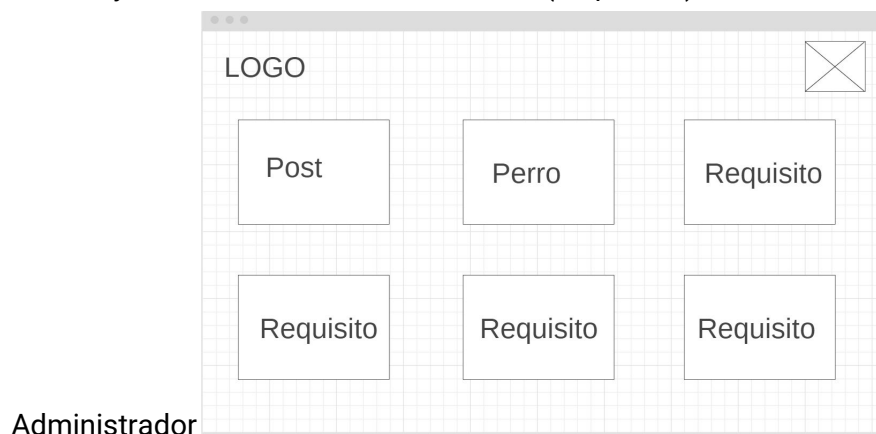 LOGO
Post
Perro
Requisito
Requisito
Requisito
Requisito
Administrador